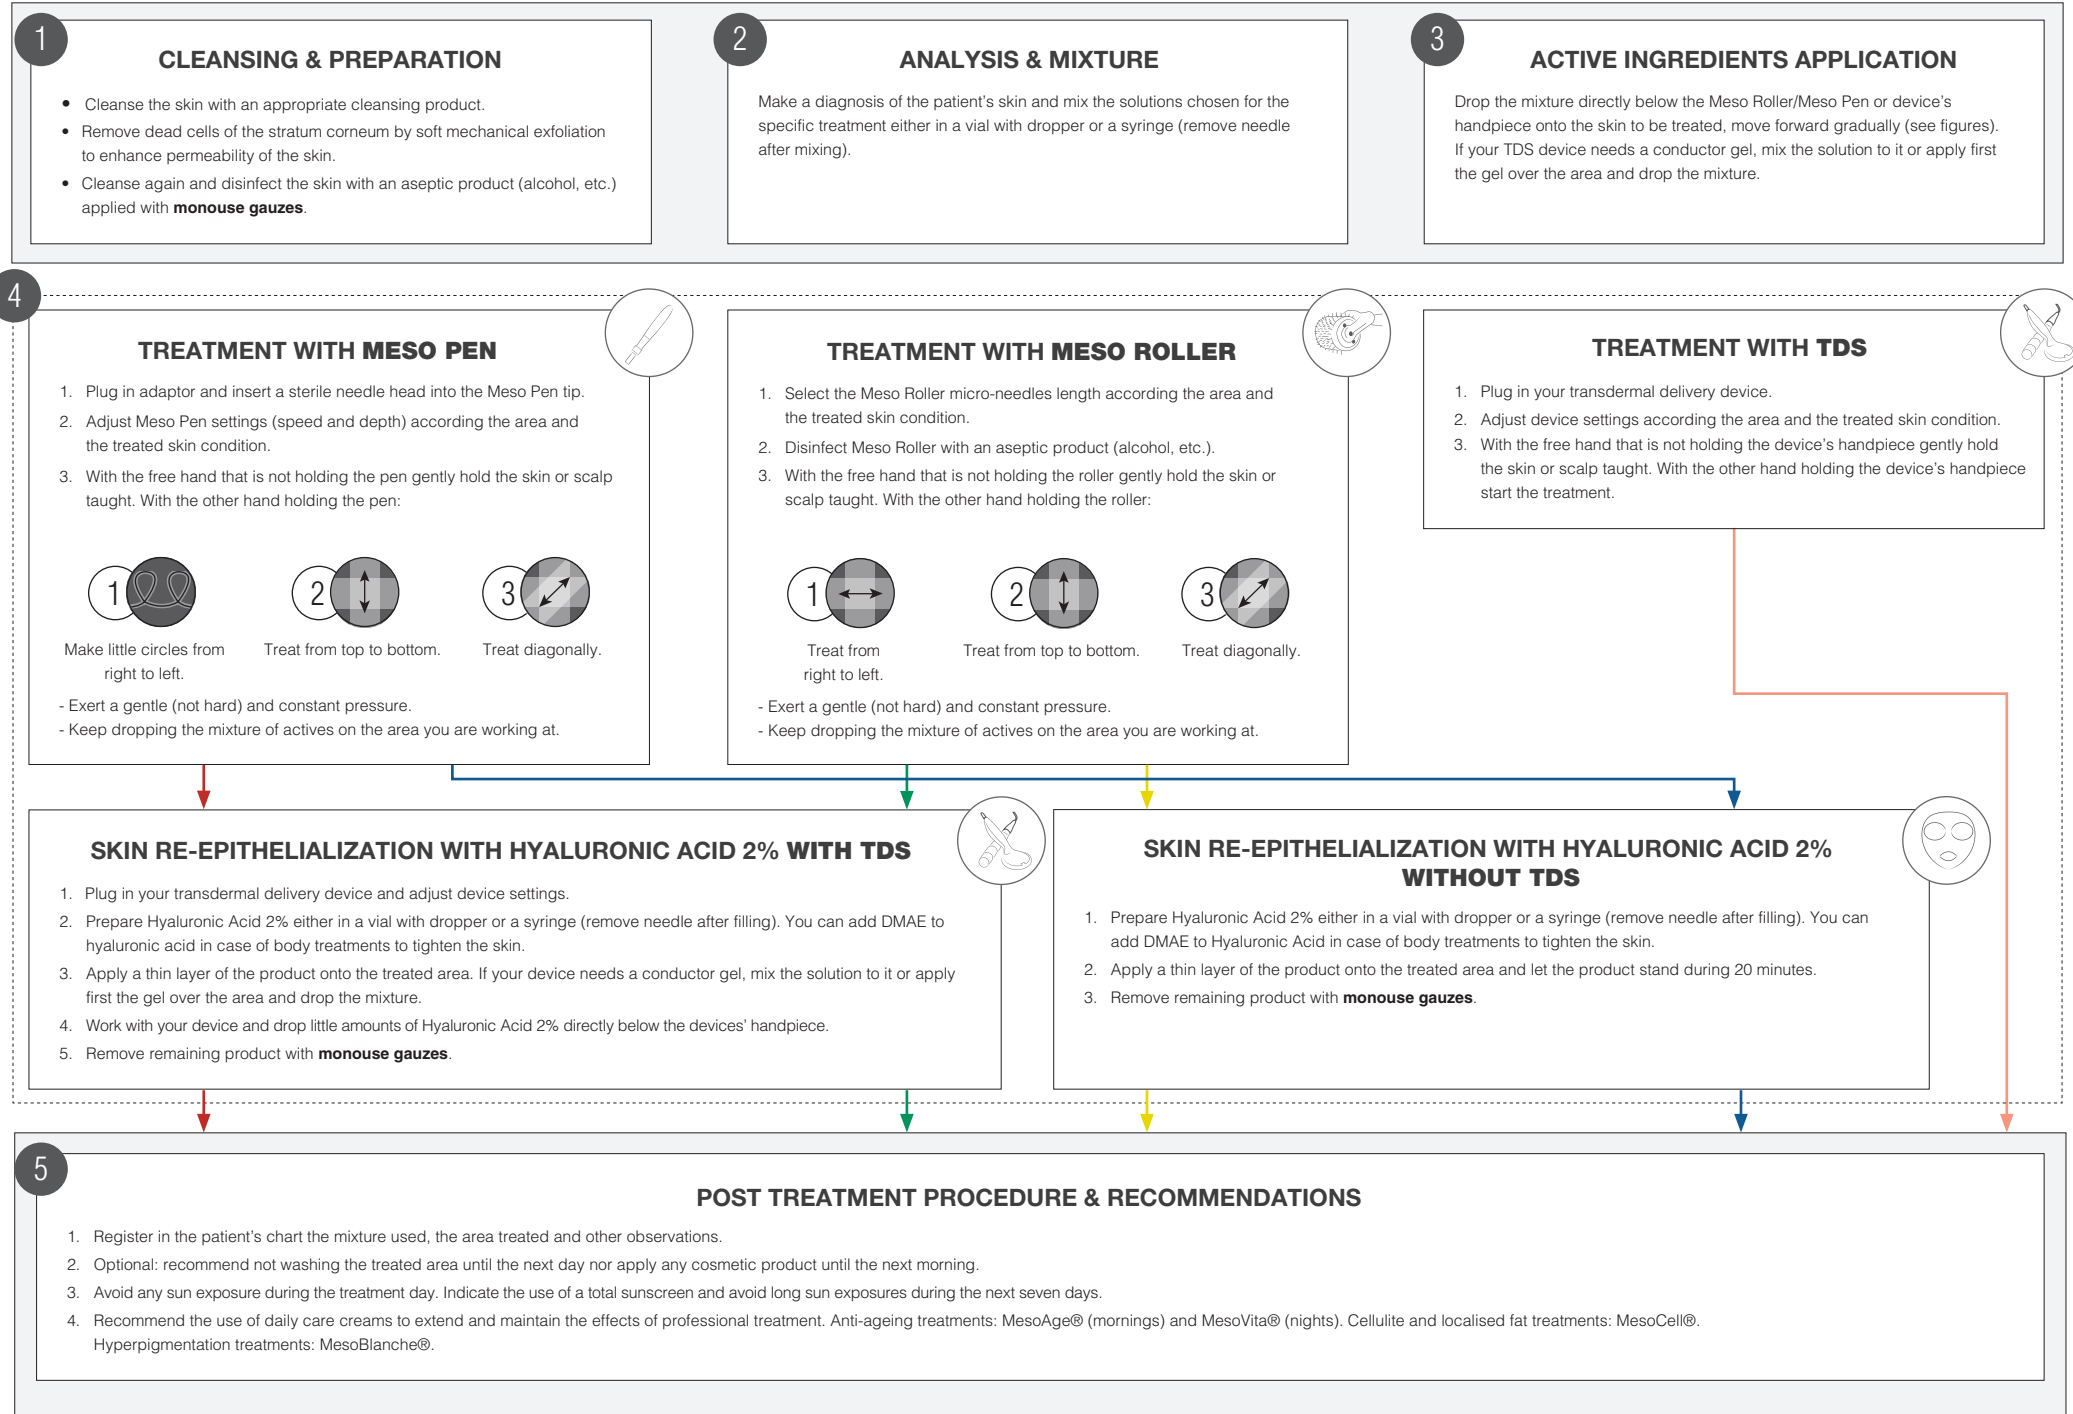 1
CLEANSING & PREPARATION
• Cleanse the skin with an appropriate cleansing product.
• Remove dead cells of the stratum corneum by soft mechanical exfoliation
to enhance permeability of the skin.
• Cleanse again and disinfect the skin with an aseptic product (alcohol, etc.)
applied with monouse gauzes.
2
ANALYSIS & MIXTURE
Make a diagnosis of the patient's skin and mix the solutions chosen for the
specific treatment either in a vial with dropper or a syringe (remove needle
after mixing).
3
ACTIVE INGREDIENTS APPLICATION
Drop the mixture directly below the Meso Roller/Meso Pen or device's
handpiece onto the skin to be treated, move forward gradually (see figures).
If your TDS device needs a conductor gel, mix the solution to it or apply first
the gel over the area and drop the mixture.
4
TREATMENT WITH MESO PEN
1. Plug in adaptor and insert a sterile needle head into the Meso Pen tip.
2. Adjust Meso Pen settings (speed and depth) according the area and
the treated skin condition.
3. With the free hand that is not holding the pen gently hold the skin or scalp
taught. With the other hand holding the pen:
1
Make little circles from
right to left.
2
Treat from top to bottom.
3
Treat diagonally.
- Exert a gentle (not hard) and constant pressure.
- Keep dropping the mixture of actives on the area you are working at.
TREATMENT WITH MESO ROLLER
1. Select the Meso Roller micro-needles length according the area and
the treated skin condition.
2. Disinfect Meso Roller with an aseptic product (alcohol, etc.).
3. With the free hand that is not holding the roller gently hold the skin or
scalp taught. With the other hand holding the roller:
1
Treat from
right to left.
2
Treat from top to bottom.
3
Treat diagonally.
- Exert a gentle (not hard) and constant pressure.
- Keep dropping the mixture of actives on the area you are working at.
TREATMENT WITH TDS
1. Plug in your transdermal delivery device.
2. Adjust device settings according the area and the treated skin condition.
3. With the free hand that is not holding the device's handpiece gently hold
the skin or scalp taught. With the other hand holding the device's handpiece
start the treatment.
SKIN RE-EPITHELIALIZATION WITH HYALURONIC ACID 2% WITH TDS
1. Plug in your transdermal delivery device and adjust device settings.
2. Prepare Hyaluronic Acid 2% either in a vial with dropper or a syringe (remove needle after filling). You can add DMAE to
hyaluronic acid in case of body treatments to tighten the skin.
3. Apply a thin layer of the product onto the treated area. If your device needs a conductor gel, mix the solution to it or apply
first the gel over the area and drop the mixture.
4. Work with your device and drop little amounts of Hyaluronic Acid 2% directly below the devices' handpiece.
5. Remove remaining product with monouse gauzes.
SKIN RE-EPITHELIALIZATION WITH HYALURONIC ACID 2%
WITHOUT TDS
1. Prepare Hyaluronic Acid 2% either in a vial with dropper or a syringe (remove needle after filling). You can
add DMAE to Hyaluronic Acid in case of body treatments to tighten the skin.
2. Apply a thin layer of the product onto the treated area and let the product stand during 20 minutes.
3. Remove remaining product with monouse gauzes.
5
POST TREATMENT PROCEDURE & RECOMMENDATIONS
1. Register in the patient's chart the mixture used, the area treated and other observations.
2. Optional: recommend not washing the treated area until the next day nor apply any cosmetic product until the next morning.
3. Avoid any sun exposure during the treatment day. Indicate the use of a total sunscreen and avoid long sun exposures during the next seven days.
4. Recommend the use of daily care creams to extend and maintain the effects of professional treatment. Anti-ageing treatments: MesoAge® (mornings) and MesoVita® (nights). Cellulite and localised fat treatments: MesoCell®.
Hyperpigmentation treatments: MesoBlanche®.